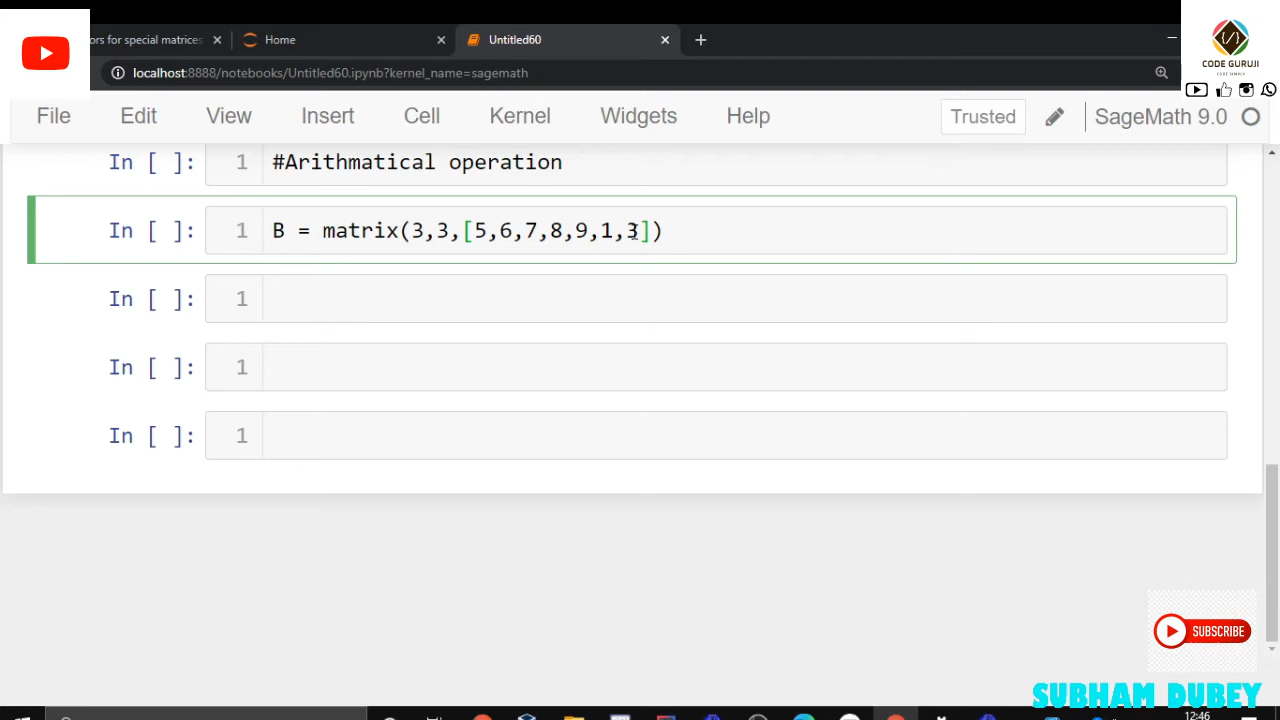 ors for special matrices
Home
Untitled60
localhost:8888/notebooks/Untitled60.ipynb?kernel_name=sagemath
CODE GURUJI
File Edit View Insert Cell Kernel Widgets Help Trusted SageMath 9.0
In [ ]: 1 #Arithmatical operation
In [ ]: 1 B = matrix(3,3,[5,6,7,8,9,1,3])
In [ ]: 1
In [ ]: 1
In [ ]: 1
SUBSCRIBE
SUBHAM DUBEY
12:46